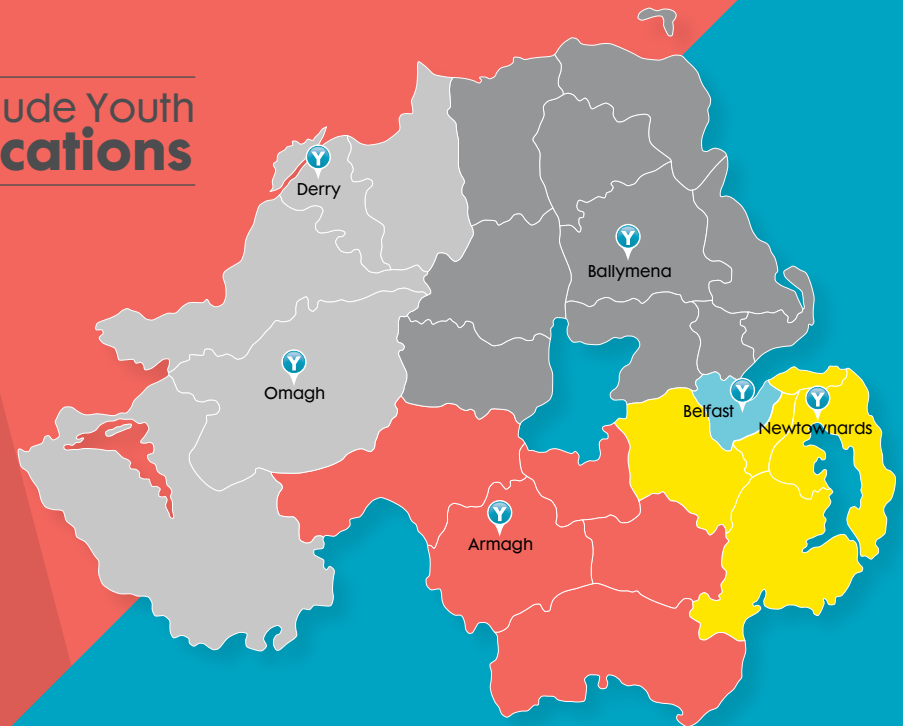 ude Youth
cations
Y
Derry
Y
Ballymena
Y
Omagh
Y
Belfast
Y
Newtownards
Y
Armagh